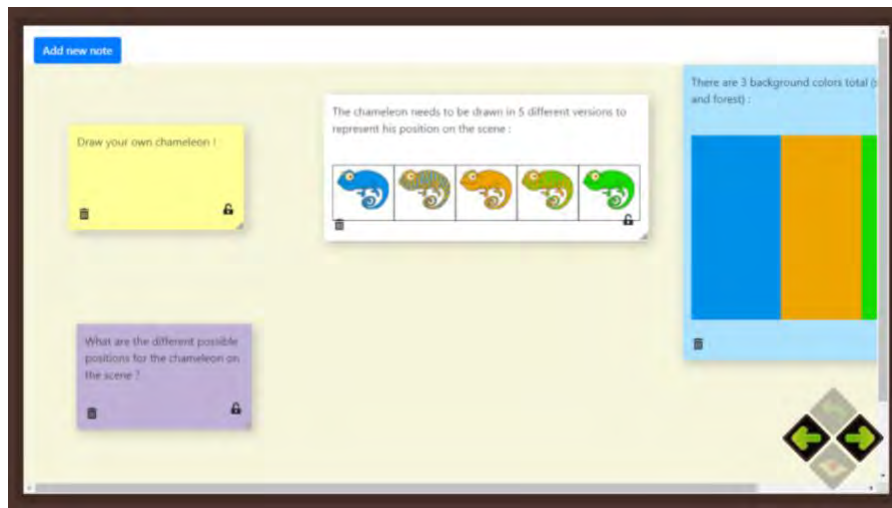 Add new note
There are 3 background colors total (
and forest) :
The chameleon needs to be drawn in 5 different versions to
represent his position on the scene :
Draw your own chameleon !
What are the different possible
positions for the chameleon on
the scene ?